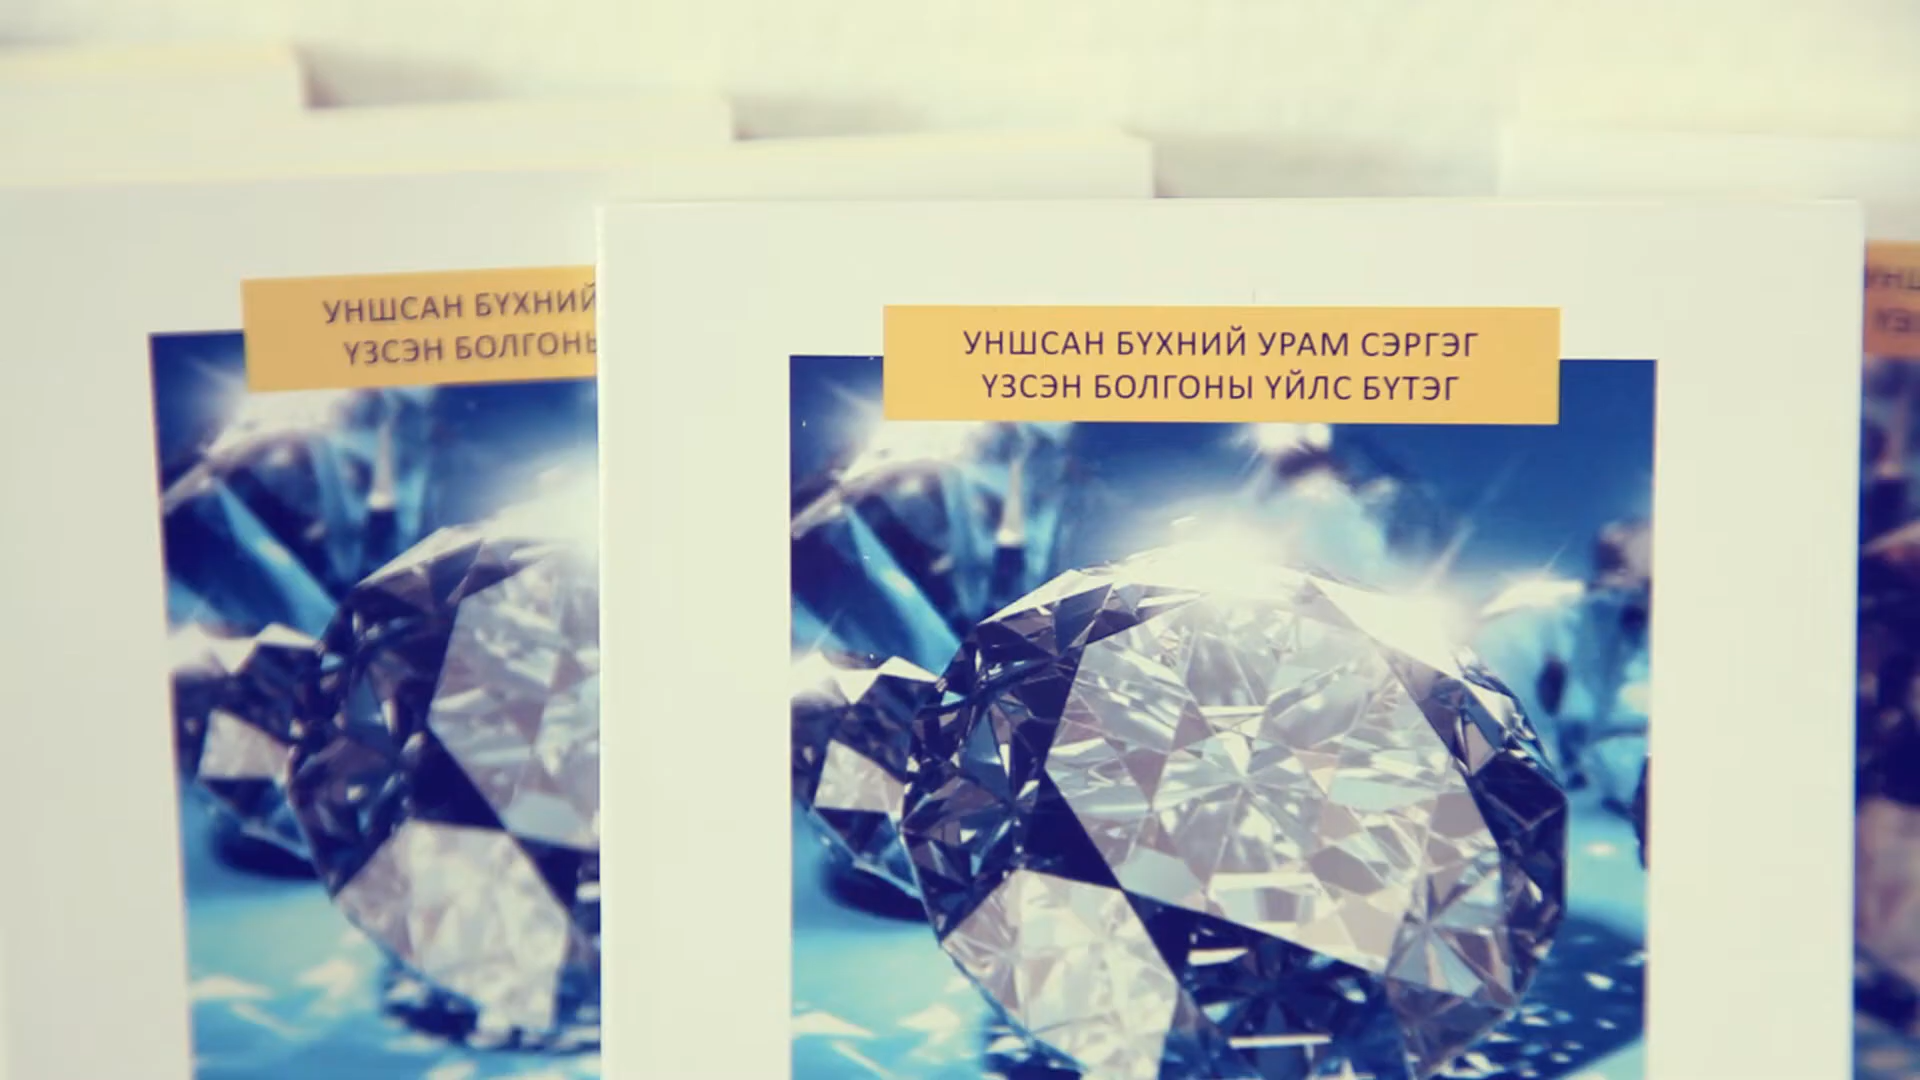 УНШСАН БҮХНИЙ
ҮЗСЭН БОЛГОНЫ
УНШСАН БҮХНИЙ УРАМ СЭРГЭГ
ҮЗСЭН БОЛГОНЫ ҮЙЛС БҮТЭГ